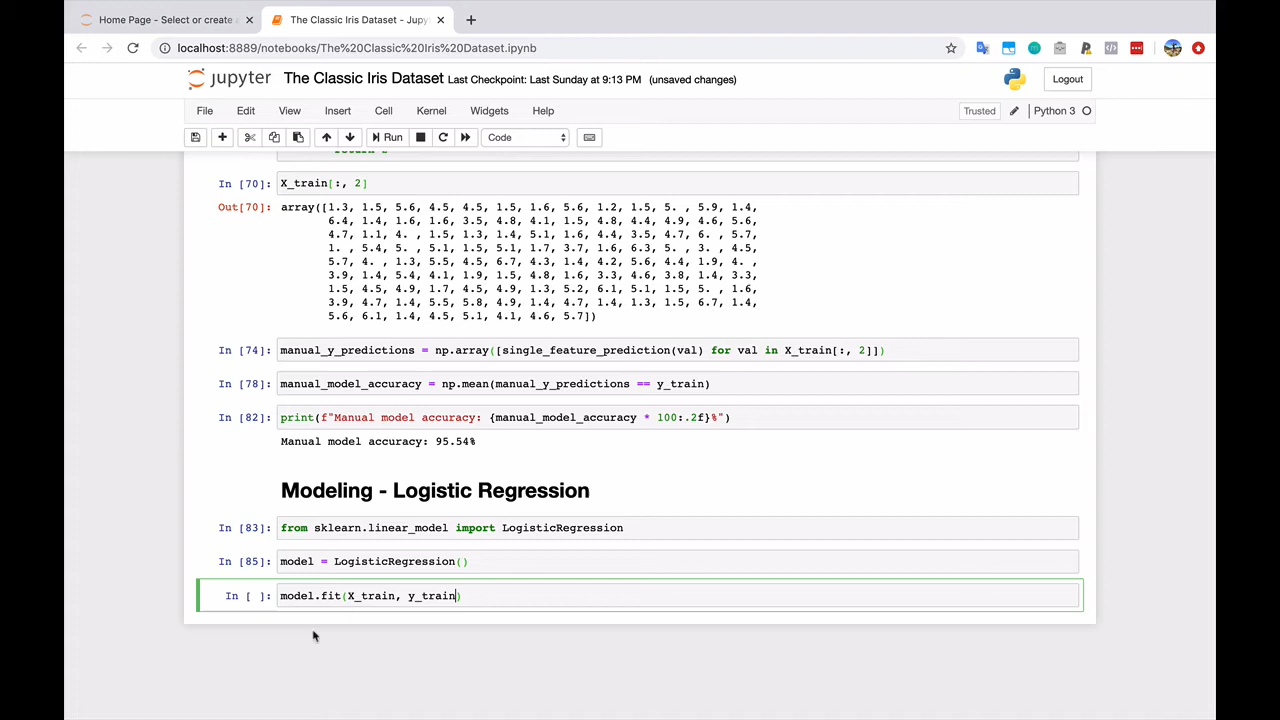 Home Page - Select or create
The Classic Iris Dataset - Jupy
localhost:8889/notebooks/The%20Classic%20Iris%20Dataset.ipynb
jupyter The Classic Iris Dataset Last Checkpoint: Last Sunday at 9:13 PM (unsaved changes) Logout
File Edit View Insert Cell Kernel Widgets Help Trusted Python 3
Run Code
In [70]: X_train[:, 2]
Out[70]: array([1.3, 1.5, 5.6, 4.5, 4.5, 1.5, 1.6, 5.6, 1.2, 1.5, 5. , 5.9, 1.4,
6.4, 1.4, 1.6, 1.6, 3.5, 4.8, 4.1, 1.5, 4.8, 4.4, 4.9, 4.6, 5.6,
4.7, 1.1, 4. , 1.5, 1.3, 1.4, 5.1, 1.6, 4.4, 3.5, 4.7, 6. , 5.7,
1. , 5.4, 5. , 5.1, 1.5, 5.1, 1.7, 3.7, 1.6, 6.3, 5. , 3. , 4.5,
5.7, 4. , 1.3, 5.5, 4.5, 6.7, 4.3, 1.4, 4.2, 5.6, 4.4, 1.9, 4. ,
3.9, 1.4, 5.4, 4.1, 1.9, 1.5, 4.8, 1.6, 3.3, 4.6, 3.8, 1.4, 3.3,
1.5, 4.5, 4.9, 1.7, 4.5, 4.9, 1.3, 5.2, 6.1, 5.1, 1.5, 5. , 1.6,
3.9, 4.7, 1.4, 5.5, 5.8, 4.9, 1.4, 4.7, 1.4, 1.3, 1.5, 6.7, 1.4,
5.6, 6.1, 1.4, 4.5, 5.1, 4.1, 4.6, 5.7])
In [74]: manual_y_predictions = np.array([single_feature_prediction(val) for val in X_train[:, 2]])
In [78]: manual_model_accuracy = np.mean(manual_y_predictions == y_train)
In [82]: print(f"Manual model accuracy: {manual_model_accuracy * 100:.2f}%")
Manual model accuracy: 95.54%
Modeling - Logistic Regression
In [83]: from sklearn.linear_model import LogisticRegression
In [85]: model = LogisticRegression()
In [ ]: model.fit(X_train, y_train)